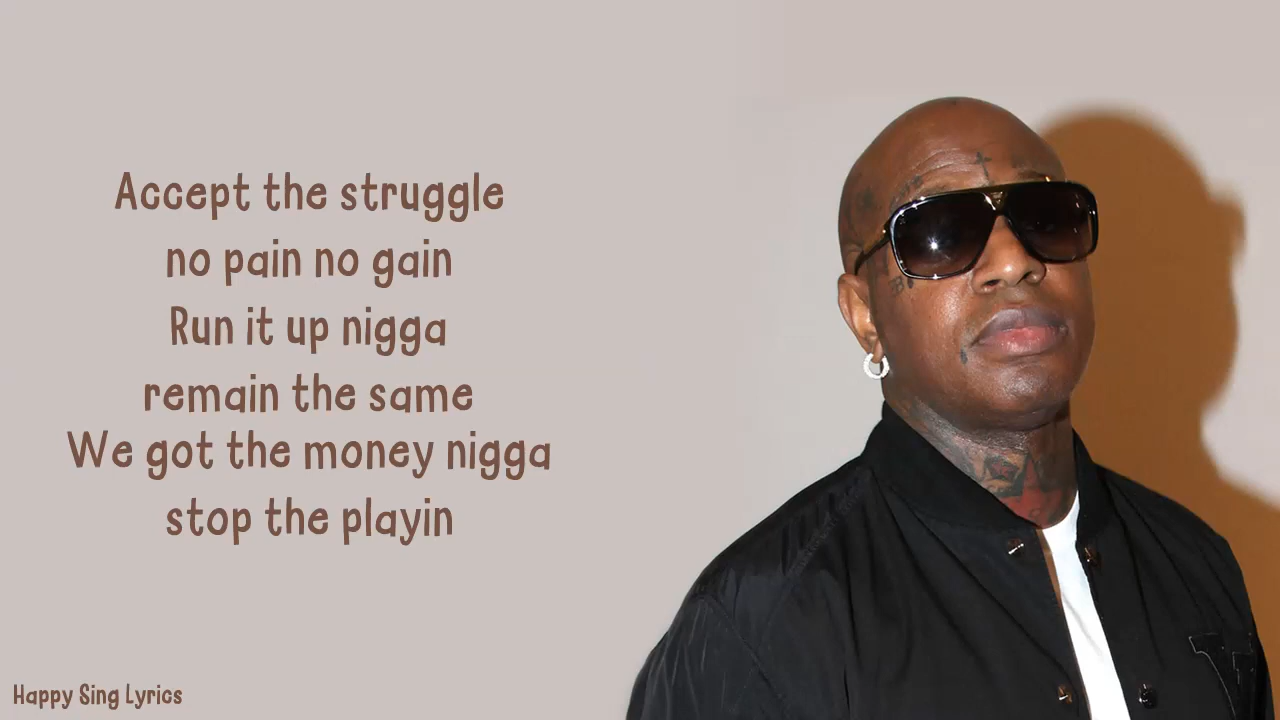 Accept the struggle
no pain no gain
Run it up nigga
remain the same
We got the money nigga
stop the playin
Happy Sing Lyrics